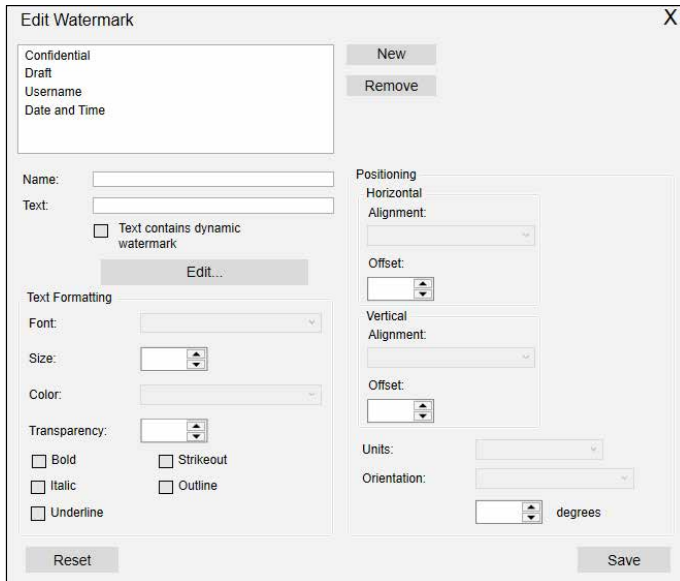 Edit Watermark
X
Confidential
Draft
Username
Date and Time
New
Remove
Name:
Text:
Text contains dynamic
watermark
Edit...
Text Formatting
Font:
Size:
Color:
Transparency:
Bold
Strikeout
Italic
Outline
Underline
Positioning
Horizontal
Alignment:
Offset:
Vertical
Alignment:
Offset:
Units:
Orientation:
degrees
Reset
Save